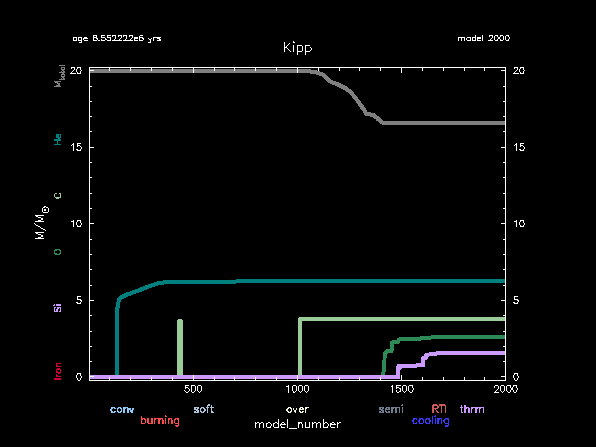 age 8.552222e6 yrs
model 2000
Kipp
20
15
10
5
0
20
15
10
5
0
M/M☉
M_total
He
C
O
Si
Iron
500
1000
1500
2000
conv
soft
over
semi
RTI
thrm
burning
cooling
model_number